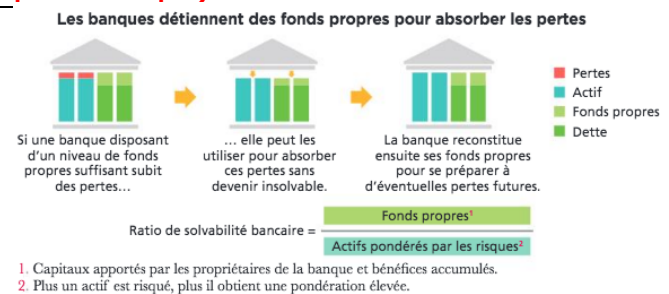 Les banques détiennent des fonds propres pour absorber les pertes
Si une banque disposant
d'un niveau de fonds
propres suffisant subit
des pertes…
… elle peut les
utiliser pour absorber
ces pertes sans
devenir insolvable.
La banque reconstitue
ensuite ses fonds propres
pour se préparer à
d'éventuelles pertes futures.
Pertes
Actif
Fonds propres
Dette
Ratio de solvabilité bancaire =
Fonds propres¹
Actifs pondérés par les risques²
1. Capitaux apportés par les propriétaires de la banque et bénéfices accumulés.
2. Plus un actif est risqué, plus il obtient une pondération élevée.